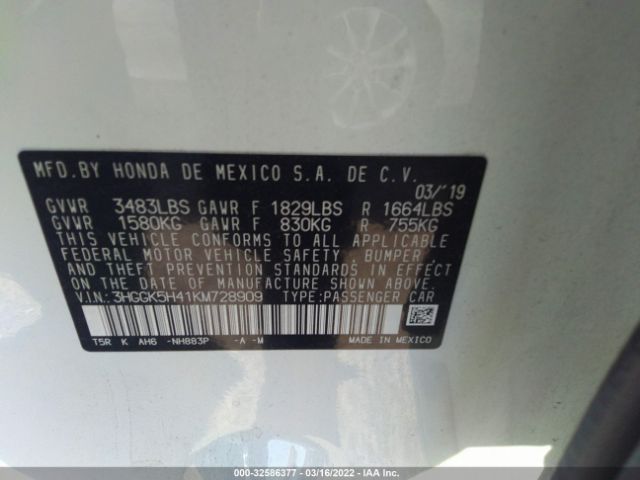 MFD.BY HONDA DE MEXICO S.A. DE C.V.
03/'19
GVWR 3483LBS GAWR F 1829LBS R 1664LBS
GVWR 1580KG GAWR F 830KG R 755KG
THIS VEHICLE CONFORMS TO ALL APPLICABLE
FEDERAL MOTOR VEHICLE SAFETY, BUMPER,
AND THEFT PREVENTION STANDARDS IN EFFECT
ON THE DATE OF MANUFACTURE SHOWN ABOVE.
V.I.N: 3HGGK5H41KM728909 TYPE:PASSENGER CAR
T5R K AH6 -NH883P -A -M MADE IN MEXICO
000-32586377 | 03/16/2022 | IAA Inc.